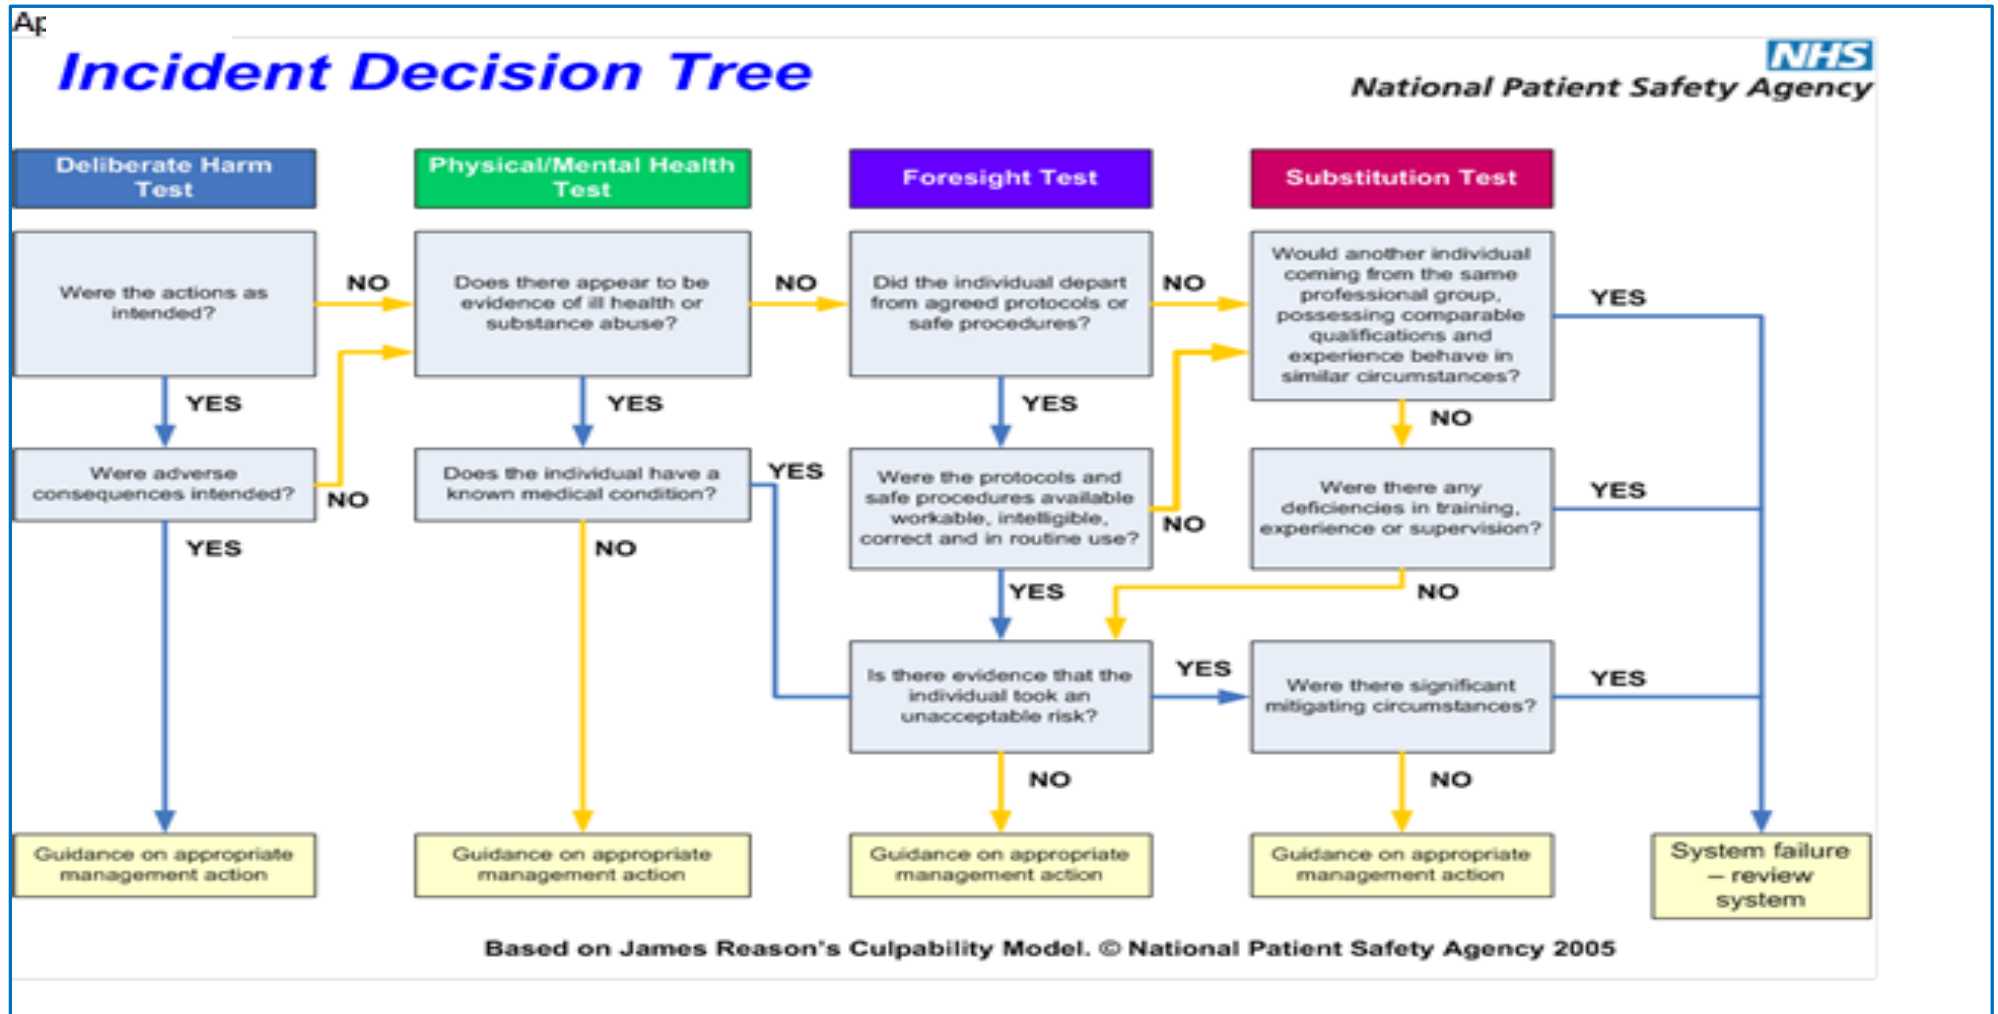 Ap
Incident Decision Tree
NHS
National Patient Safety Agency
Deliberate Harm
Test
Physical/Mental Health
Test
Foresight Test
Substitution Test
Were the actions as
intended?
NO
Does there appear to be
evidence of ill health or
substance abuse?
NO
Did the individual depart
from agreed protocols or
safe procedures?
NO
Would another individual
coming from the same
professional group,
possessing comparable
qualifications and
experience behave in
similar circumstances?
YES
YES
YES
YES
NO
Were adverse
consequences intended?
NO
Does the individual have a
known medical condition?
YES
Were the protocols and
safe procedures available
workable, intelligible,
correct and in routine use?
NO
Were there any
deficiencies in training,
experience or supervision?
YES
YES
NO
YES
NO
Is there evidence that the
individual took an
unacceptable risk?
YES
Were there significant
mitigating circumstances?
YES
NO
NO
Guidance on appropriate
management action
Guidance on appropriate
management action
Guidance on appropriate
management action
Guidance on appropriate
management action
System failure
– review
system
Based on James Reason's Culpability Model. © National Patient Safety Agency 2005